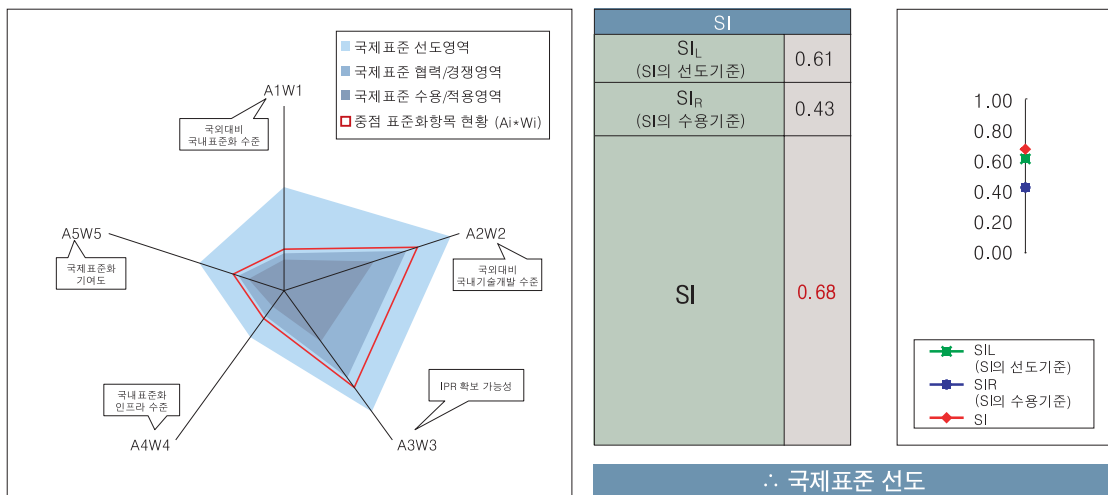 국제표준 선도영역
국제표준 협력/경쟁영역
국제표준 수용/적용영역
중점 표준화항목 현황 (Ai*Wi)
A1W1
국외대비
국내표준화 수준
A2W2
국외대비
국내기술개발 수준
A5W5
국제표준화
기여도
국내표준화
인프라 수준
A4W4
IPR 확보 가능성
A3W3
SI
SIL
(SI의 선도기준)
0.61
SIR
(SI의 수용기준)
0.43
SI
0.68
1.00
0.80
0.60
0.40
0.20
0.00
SIL
(SI의 선도기준)
SIR
(SI의 수용기준)
SI
∴ 국제표준 선도